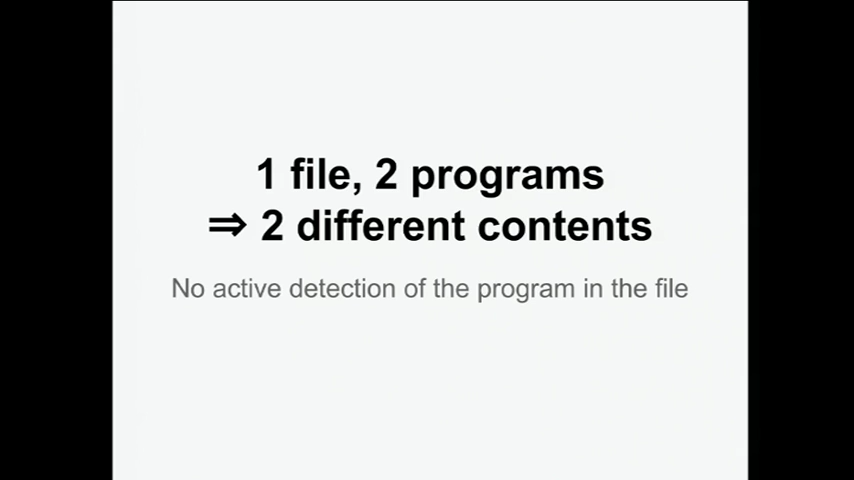 1 file, 2 programs
⇒ 2 different contents
No active detection of the program in the file